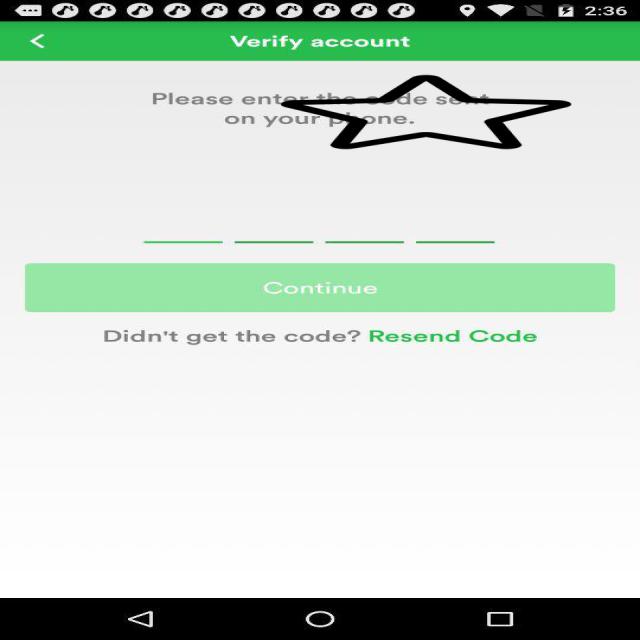 2:36
Verify account
Please enter the code sent
on your phone.
Continue
Didn't get the code? Resend Code